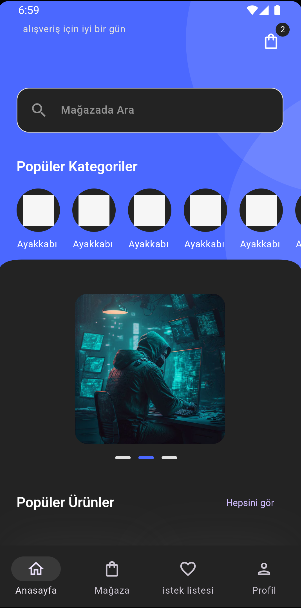 6:59
alışveriş için iyi bir gün
2
Mağazada Ara
Popüler Kategoriler
Ayakkabı Ayakkabı Ayakkabı Ayakkabı Ayakkabı A
Popüler Ürünler
Hepsini gör
Anasayfa Mağaza istek listesi Profil